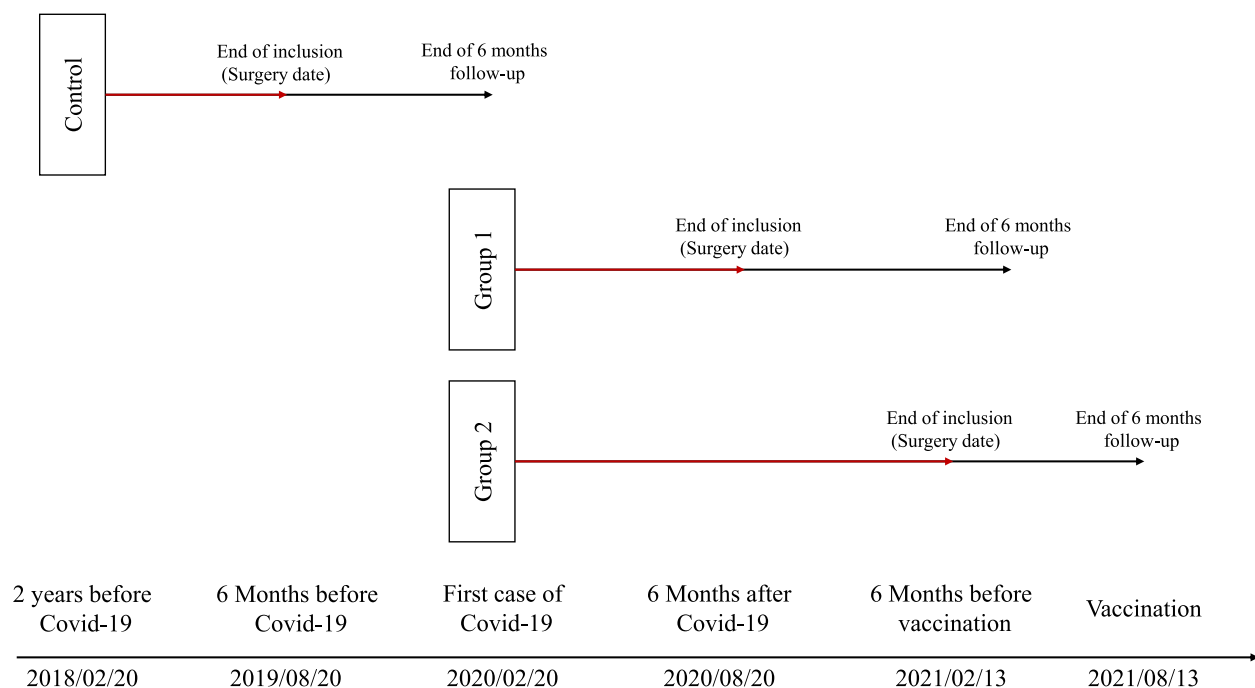 Control
End of inclusion
(Surgery date)
End of 6 months
follow-up
Group 1
End of inclusion
(Surgery date)
End of 6 months
follow-up
Group 2
End of inclusion
(Surgery date)
End of 6 months
follow-up
2 years before
Covid-19
6 Months before
Covid-19
First case of
Covid-19
6 Months after
Covid-19
6 Months before
vaccination
Vaccination
2018/02/20
2019/08/20
2020/02/20
2020/08/20
2021/02/13
2021/08/13